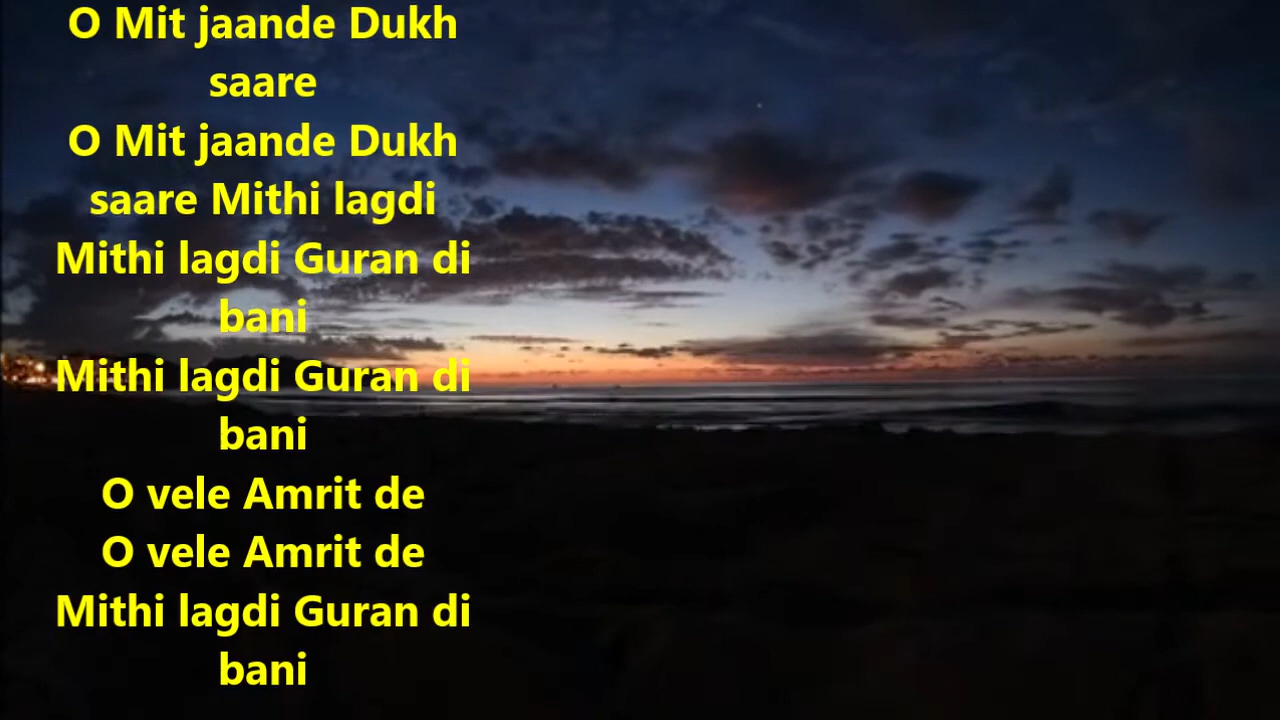 O Mit jaande Dukh
saare
O Mit jaande Dukh
saare Mithi lagdi
Mithi lagdi Guran di
bani
Mithi lagdi Guran di
bani
O vele Amrit de
O vele Amrit de
Mithi lagdi Guran di
bani